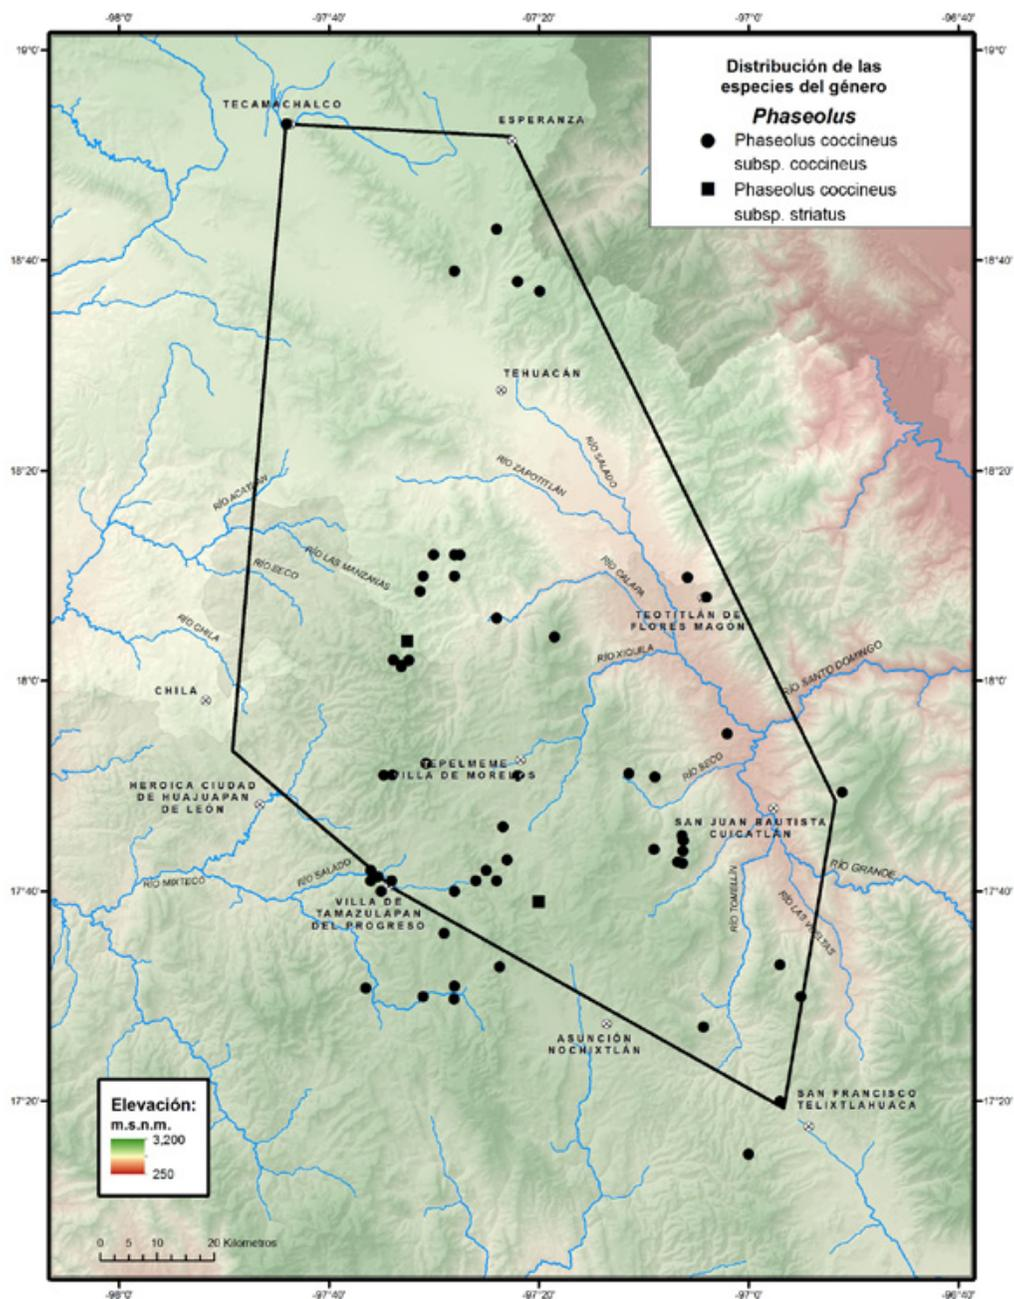 -98°0'
-97°40'
-97°20'
-97°0'
-96°40'
19°0'
19°0'
Distribución de las
especies del género
Phaseolus
Phaseolus coccineus
subsp. coccineus
Phaseolus coccineus
subsp. striatus
TECAMACHALCO
ESPERANZA
18°40'
18°40'
TEHUACÁN
RÍO SALADO
RÍO ZAPOTITLÁN
18°20'
18°20'
RÍO ACATLÁN
RÍO LAS MANZANAS
RÍO SECO
RÍO CALAPA
TEOTITLÁN DE
FLORES MAGÓN
RÍO CHILA
RÍO XIQUILA
RÍO SANTO DOMINGO
18°0'
18°0'
CHILA
TEPELMEME
VILLA DE MORELOS
RÍO SECO
HEROICA CIUDAD
DE HUAJUAPAN
DE LEÓN
SAN JUAN BAUTISTA
CUICATLÁN
RÍO SALADO
RÍO MIXTECO
RÍO GRANDE
17°40'
17°40'
VILLA DE
TAMAZULAPAN
DEL PROGRESO
RÍO TOMELLÍN
RÍO LAS VUELTAS
ASUNCIÓN
NOCHIXTLÁN
17°20'
17°20'
SAN FRANCISCO
TELIXTLAHUACA
Elevación:
m.s.n.m.
3,200
250
0 5 10 20 Kilometros
-98°0'
-97°40'
-97°20'
-97°0'
-96°40'